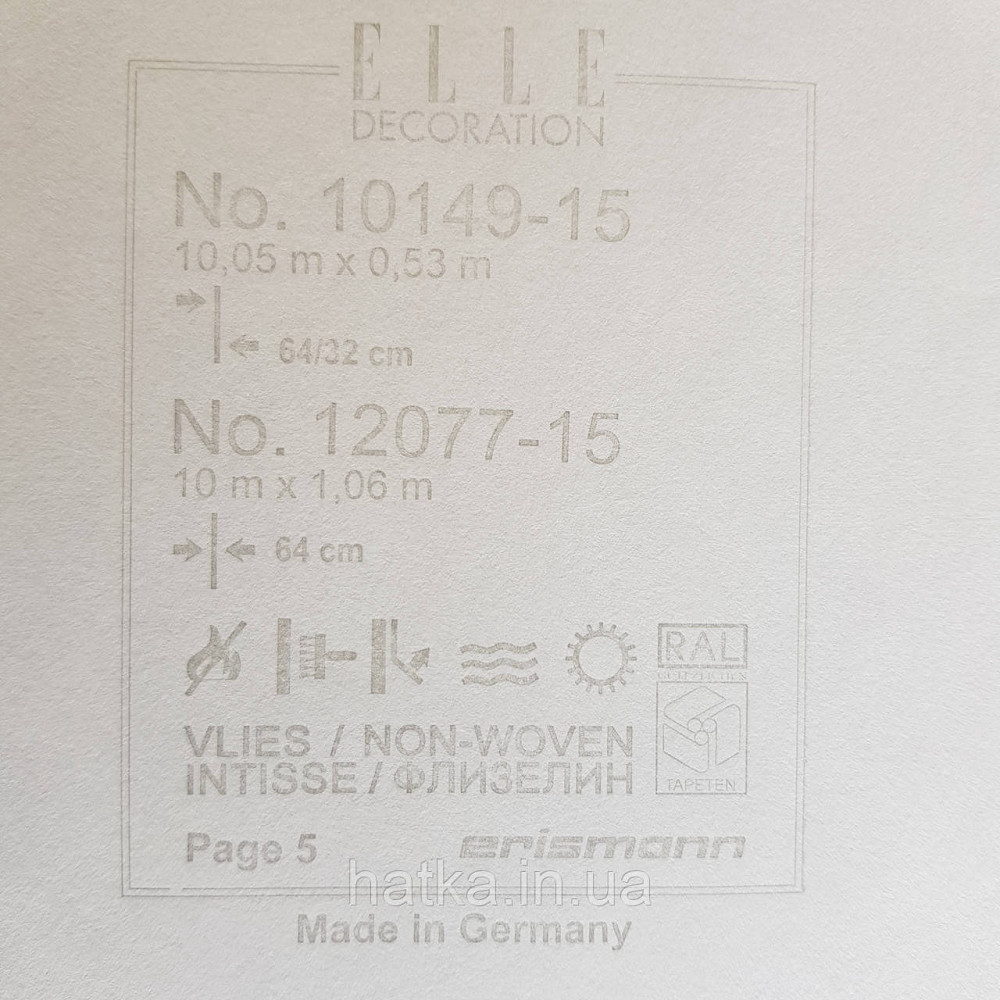 ELLE
DECORATION
No. 10149-15
10,05 m x 0,53 m
64/32 cm
No. 12077-15
10 m x 1,06 m
64 cm
RAL
GÜTEZEICHEN
VLIES / NON-WOVEN
INTISSE / ФЛИЗЕЛИН
TAPETEN
Page 5
erismann
hatka.in.ua
Made in Germany